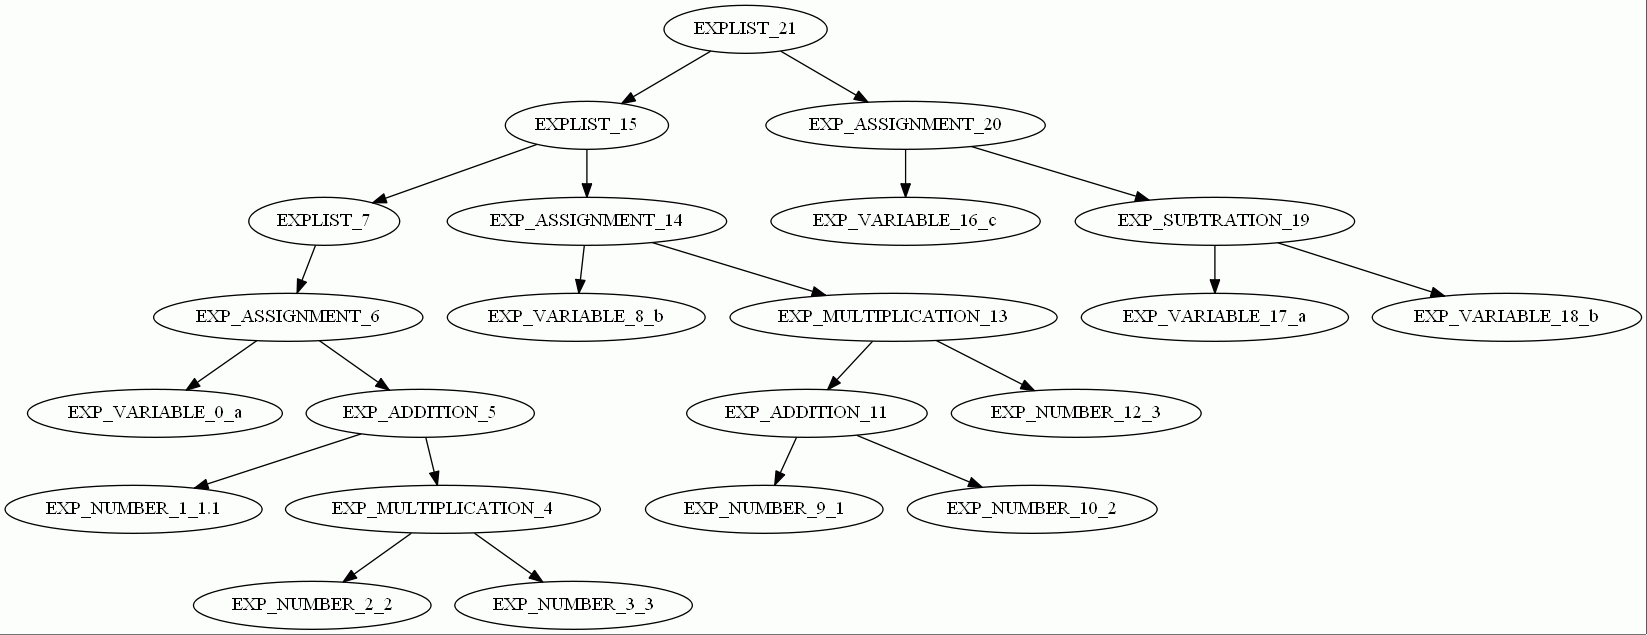 EXPLIST_21
EXPLIST_15
EXP_ASSIGNMENT_20
EXPLIST_7
EXP_ASSIGNMENT_14
EXP_VARIABLE_16_c
EXP_SUBTRATION_19
EXP_ASSIGNMENT_6
EXP_VARIABLE_8_b
EXP_MULTIPLICATION_13
EXP_VARIABLE_17_a
EXP_VARIABLE_18_b
EXP_VARIABLE_0_a
EXP_ADDITION_5
EXP_ADDITION_11
EXP_NUMBER_12_3
EXP_NUMBER_1_1.1
EXP_MULTIPLICATION_4
EXP_NUMBER_9_1
EXP_NUMBER_10_2
EXP_NUMBER_2_2
EXP_NUMBER_3_3